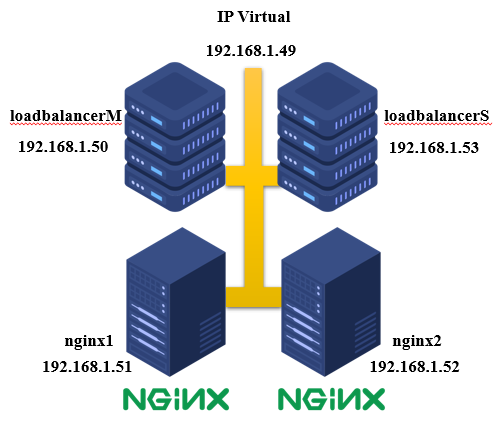 IP Virtual
192.168.1.49
loadbalancerM
192.168.1.50
loadbalancerS
192.168.1.53
nginx1
192.168.1.51
nginx2
192.168.1.52
NGiNX
NGiNX